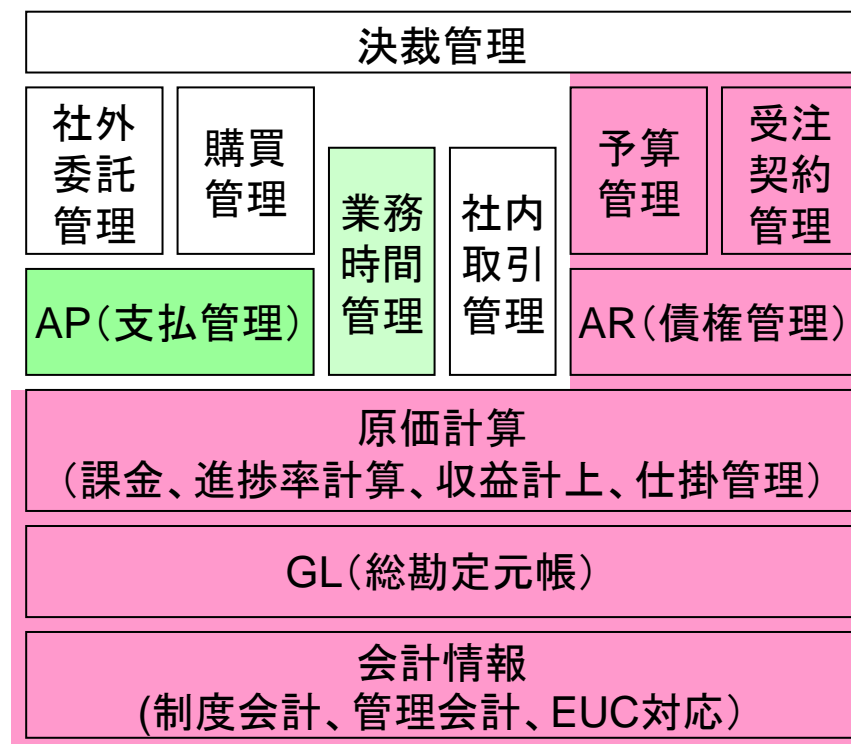 決裁管理
社外
委託
管理
購買
管理
業務
時間
管理
社内
取引
管理
予算
管理
受注
契約
管理
AP（支払管理）
AR（債権管理）
原価計算
（課金、進捗率計算、収益計上、仕掛管理）
GL（総勘定元帳）
会計情報
(制度会計、管理会計、EUC対応）